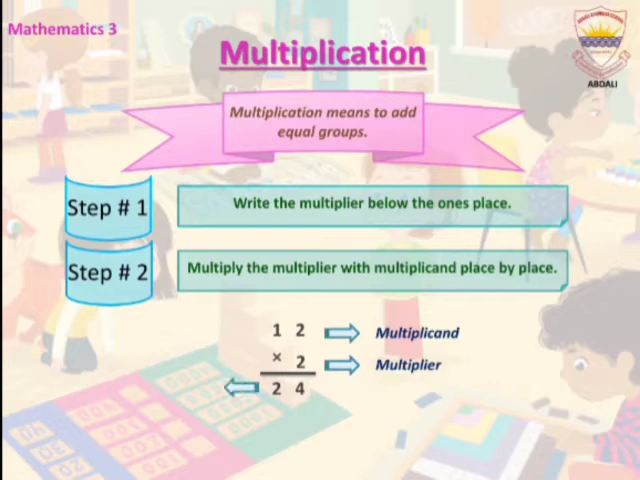 Mathematics 3
Multiplication
ABDALI
Multiplication means to add
equal groups.
Step # 1
Write the multiplier below the ones place.
Step # 2
Multiply the multiplier with multiplicand place by place.
1 2 Multiplicand
× 2 Multiplier
2 4